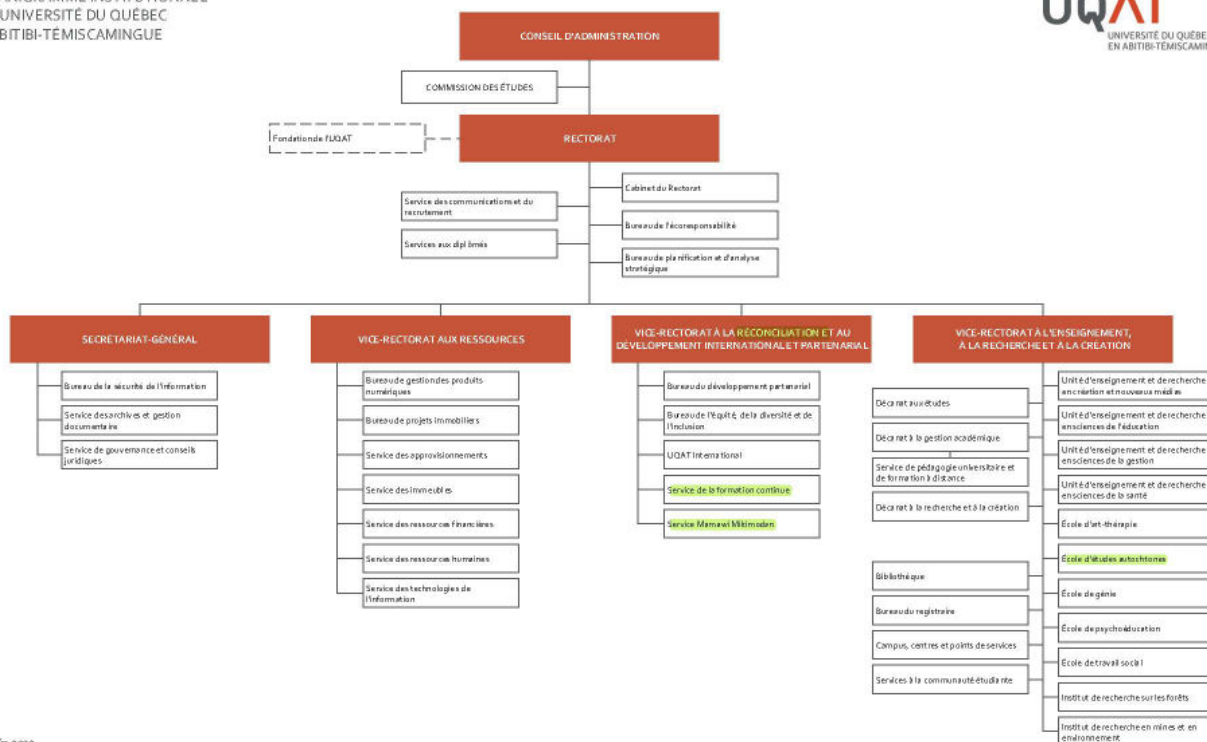 UNIVERSITÉ DU QUÉBEC
BITIBI-TÉMISCAMINGUE
UQAT
UNIVERSITÉ DU QUÉBE
EN ABITIBI-TÉMISCAMIN
CONSEIL D'ADMINISTRATION
COMMISSION DES ÉTUDES
Fondation de l'UQAT
RECTORAT
Cabinet du Rectorat
Service des communications et du
recrutement
Bureau de l'écoresponsabilité
Services aux diplômés
Bureau de planification et d'analyse
stratégique
SECRÉTARIAT-GÉNÉRAL
Bureau de la sécurité de l'information
Service des archives et gestion
documentaire
Service de gouvernance et conseils
juridiques
VICE-RECTORAT AUX RESSOURCES
Bureau de gestion des produits
numériques
Bureau de projets immobiliers
Service des approvisionnements
Service des immeubles
Service des ressources financières
Service des ressources humaines
Service des technologies de
l'information
VICE-RECTORAT À LA RÉCONCILIATION ET AU
DÉVELOPPEMENT INTERNATIONAL ET PARTENARIAL
Bureau du développement partenarial
Bureau de l'équité, de la diversité et de
l'inclusion
UQAT International
Service de la formation continue
Service Mamawi Mikimodan
VICE-RECTORAT À L'ENSEIGNEMENT,
À LA RECHERCHE ET À LA CRÉATION
Décanat aux études
Décanat à la gestion académique
Service de pédagogie universitaire et
de formation à distance
Décanat à la recherche et à la création
Bibliothèque
Bureau du registraire
Campus, centres et points de services
Services à la communauté étudiante
Unité d'enseignement et de recherche
en création et nouveaux médias
Unité d'enseignement et de recherche
en sciences de l'éducation
Unité d'enseignement et de recherche
en sciences de la gestion
Unité d'enseignement et de recherche
en sciences de la santé
École d'art-thérapie
École d'études autochtones
École de génie
École de psychoéducation
École de travail social
Institut de recherche sur les forêts
Institut de recherche en mines et en
environnement